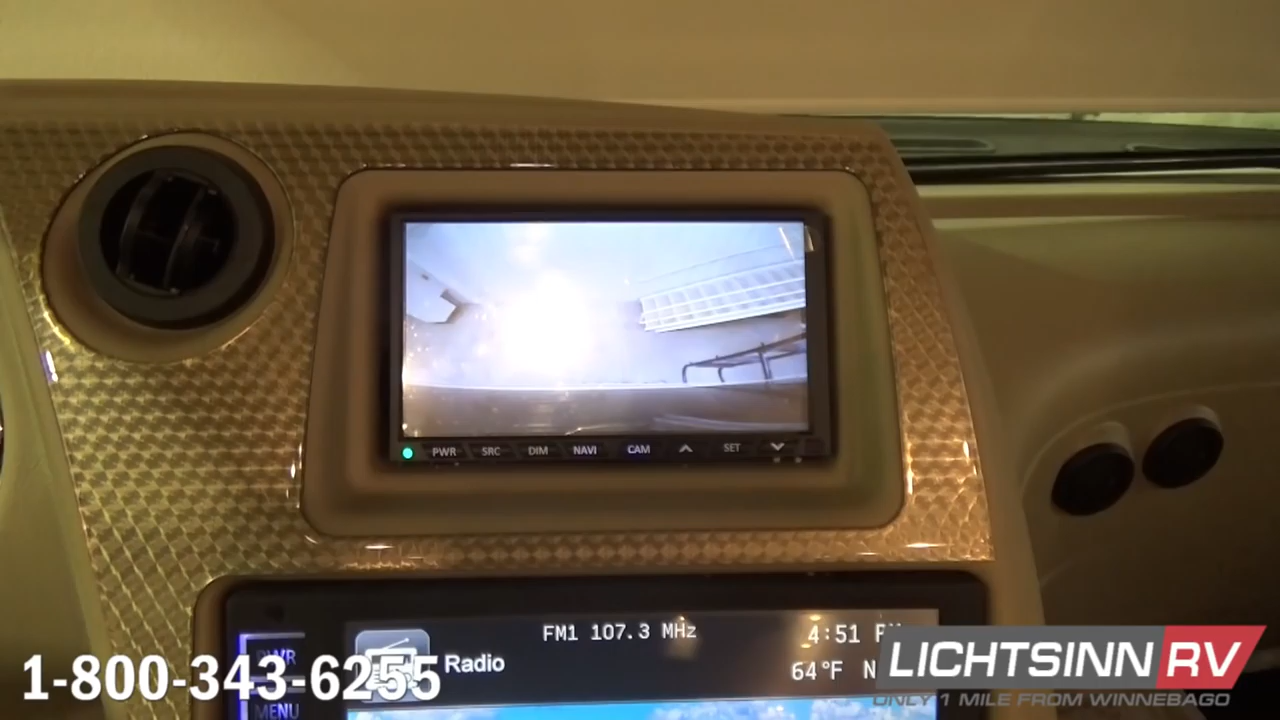 PWR SRC DIM NAVI CAM SET
FM1 107.3 MHz
4:51
PWR
Radio
64°F N
MENU
1-800-343-6255
LICHTSINN RV
ONLY 1 MILE FROM WINNEBAGO